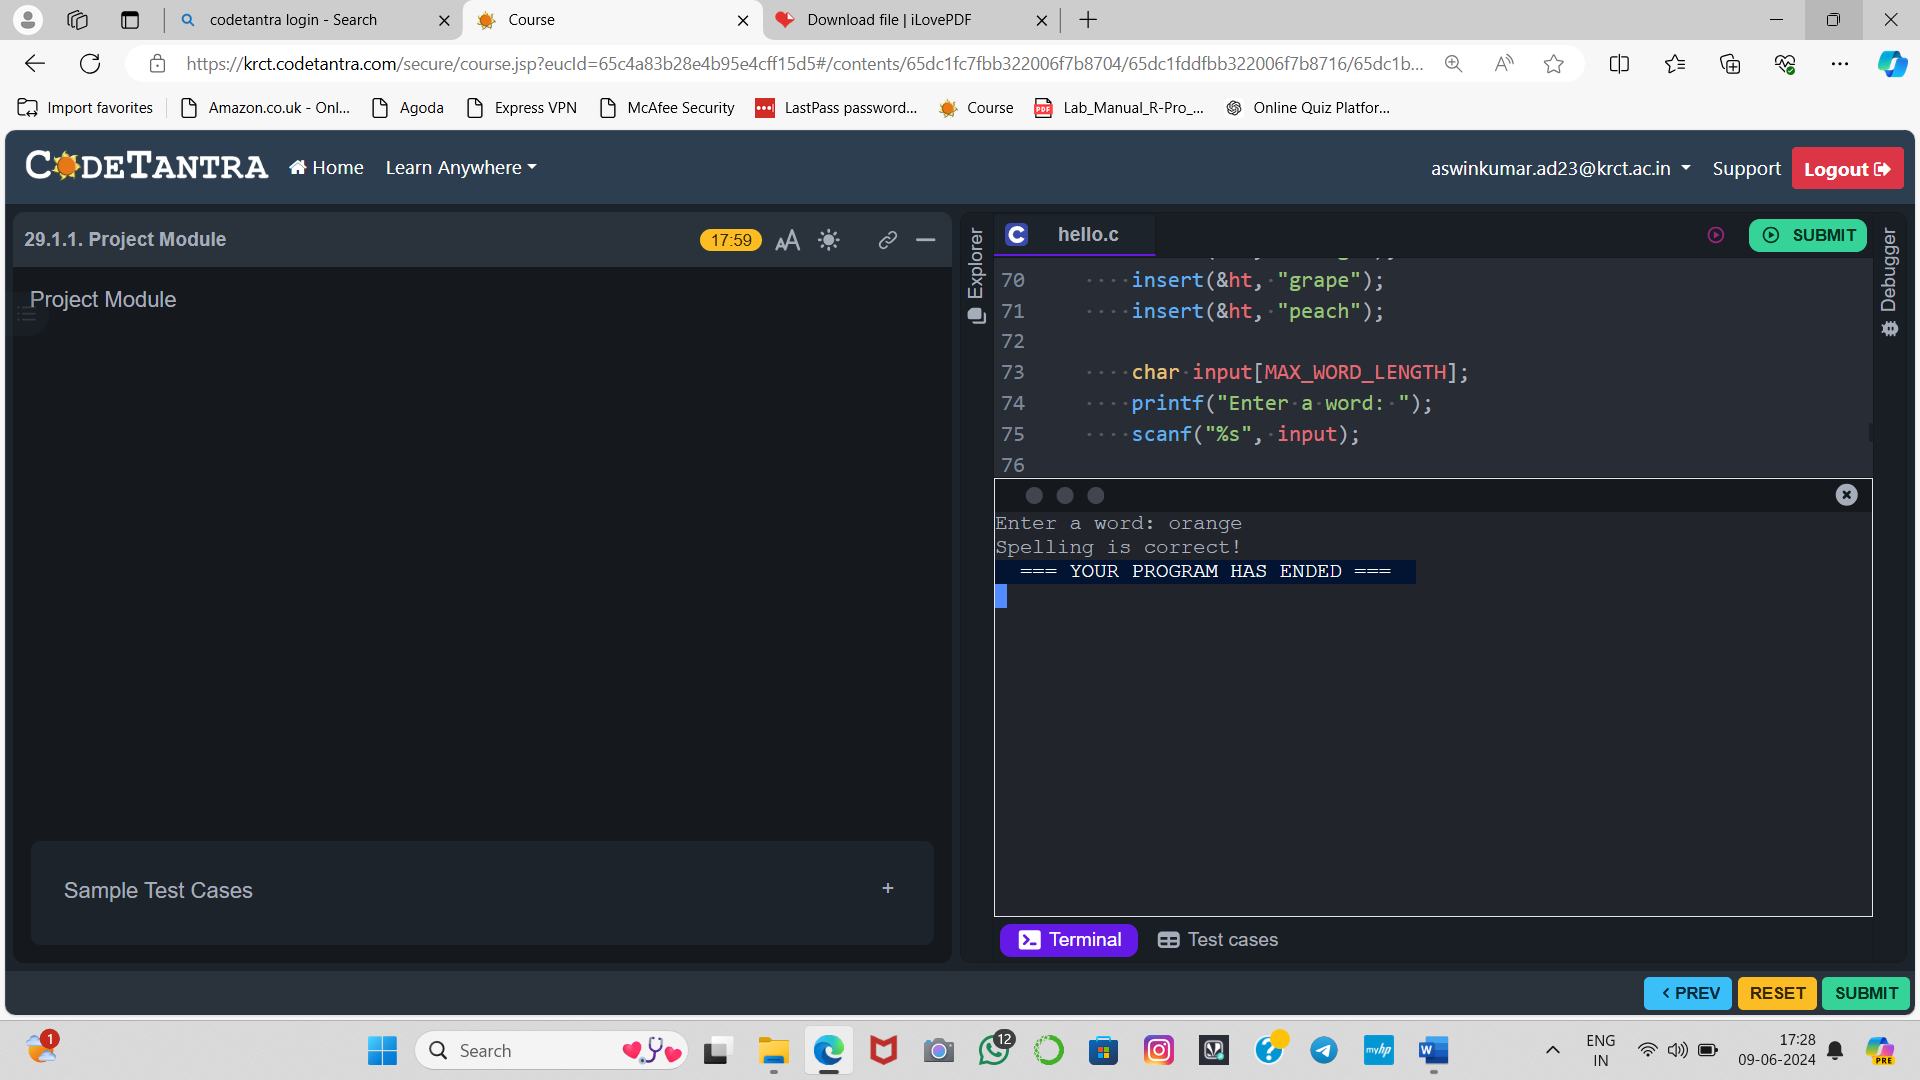 codetantra login - Search
Course
Download file | iLovePDF
https://krct.codetantra.com/secure/course.jsp?eucId=65c4a83b28e4b95e4cff15d5#/contents/65dc1fc7fbb322006f7b8704/65dc1fddfbb322006f7b8716/65dc1b...
Import favorites
Amazon.co.uk - Onl...
Agoda
Express VPN
McAfee Security
LastPass password...
Course
Lab_Manual_R-Pro_...
Online Quiz Platfor...
CODETANTRA
Home
Learn Anywhere
aswinkumar.ad23@krct.ac.in
Support
Logout
29.1.1. Project Module
17:59
AA
Project Module
Sample Test Cases
+
Explorer
hello.c
SUBMIT
Debugger
70 insert(&ht, "grape");
71 insert(&ht, "peach");
72
73 char input[MAX_WORD_LENGTH];
74 printf("Enter a word: ");
75 scanf("%s", input);
76
Enter a word: orange
Spelling is correct!
=== YOUR PROGRAM HAS ENDED ===
Terminal
Test cases
< PREV
RESET
SUBMIT
1
Search
12
myhp
ENG
IN
17:28
09-06-2024
PRE